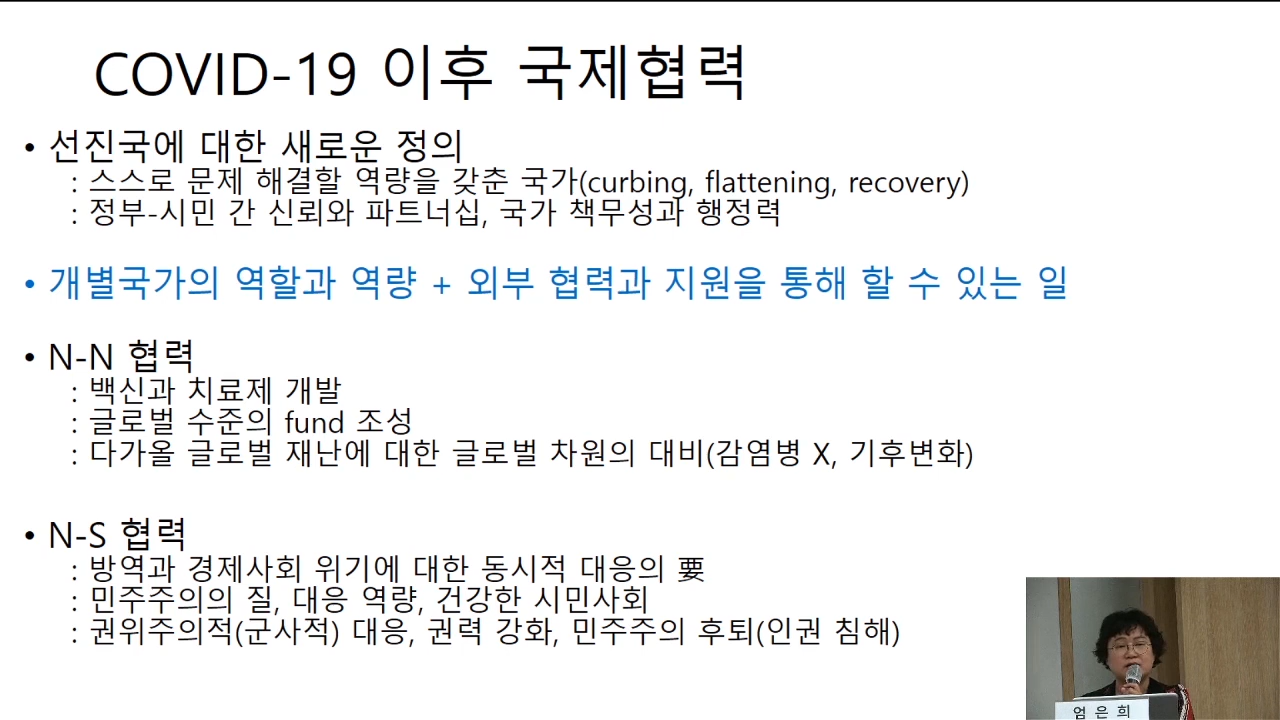 COVID-19 이후 국제협력
• 선진국에 대한 새로운 정의
: 스스로 문제 해결할 역량을 갖춘 국가(curbing, flattening, recovery)
: 정부-시민 간 신뢰와 파트너십, 국가 책무성과 행정력
• 개별국가의 역할과 역량 + 외부 협력과 지원을 통해 할 수 있는 일
• N-N 협력
: 백신과 치료제 개발
: 글로벌 수준의 fund 조성
: 다가올 글로벌 재난에 대한 글로벌 차원의 대비(감염병 X, 기후변화)
• N-S 협력
: 방역과 경제사회 위기에 대한 동시적 대응의 要
: 민주주의의 질, 대응 역량, 건강한 시민사회
: 권위주의적(군사적) 대응, 권력 강화, 민주주의 후퇴(인권 침해)
엄은희